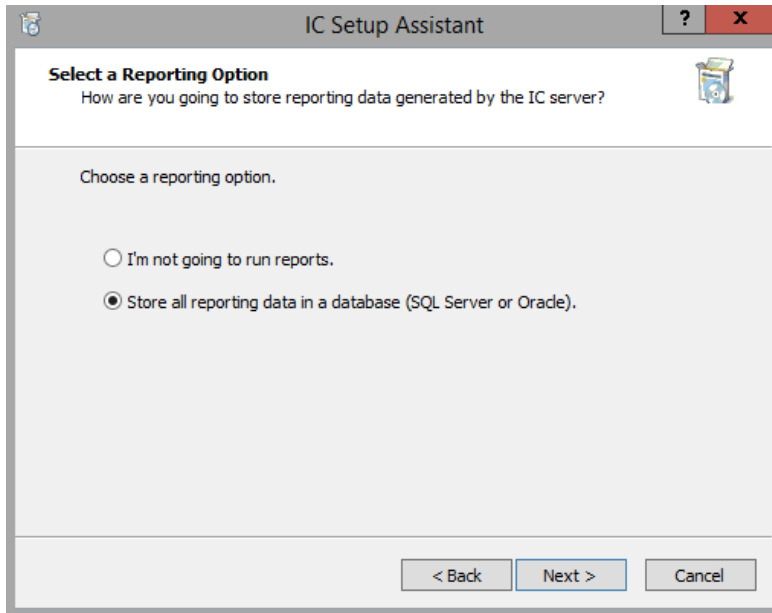 IC Setup Assistant
? X
Select a Reporting Option
How are you going to store reporting data generated by the IC server?
Choose a reporting option.
I'm not going to run reports.
Store all reporting data in a database (SQL Server or Oracle).
< Back Next > Cancel